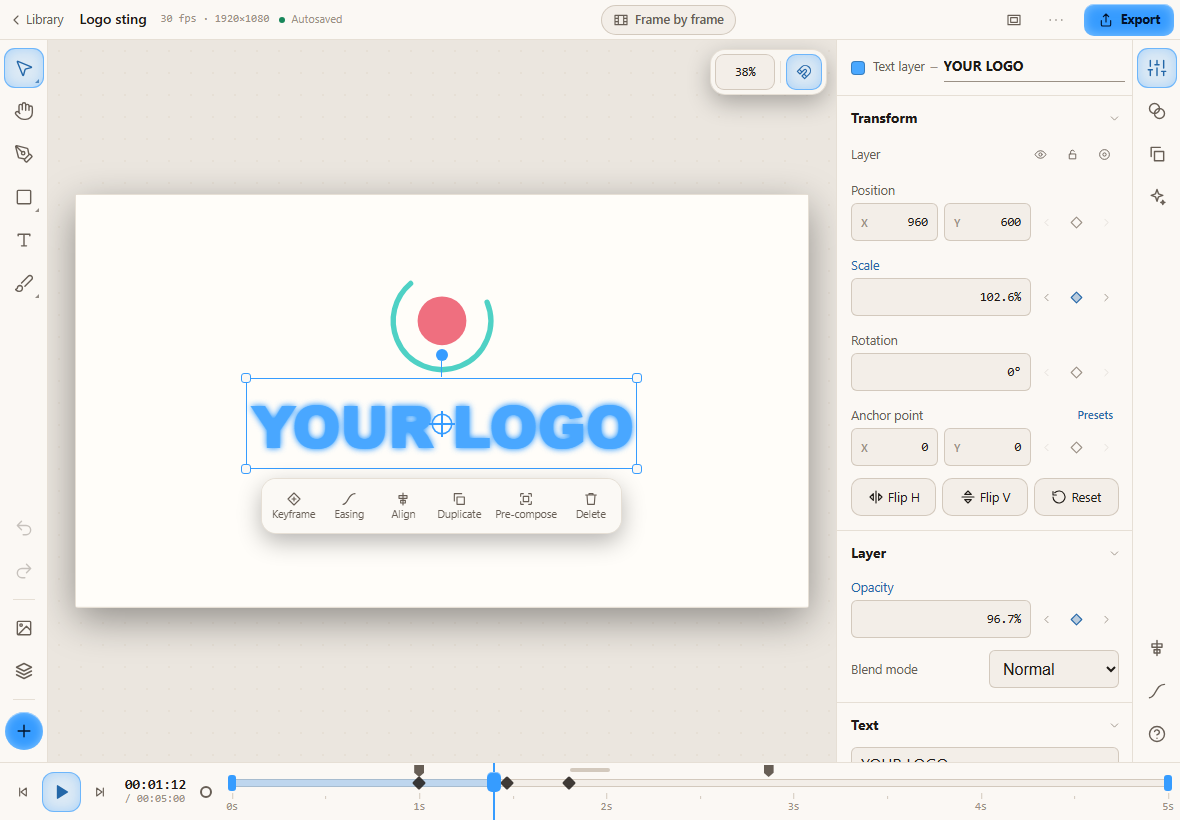 Library Logo sting 30 fps · 1920×1080 Autosaved Frame by frame ··· Export
38%
Text layer – YOUR LOGO
Transform
Layer
Position
X 960 Y 600
Scale
102.6%
Rotation
0°
Anchor point Presets
X 0 Y 0
Flip H Flip V Reset
YOUR LOGO
Keyframe Easing Align Duplicate Pre-compose Delete
Layer
Opacity
96.7%
Blend mode Normal
Text
YOUR LOGO
00:01:12
/ 00:05:00
0s 1s 2s 3s 4s 5s